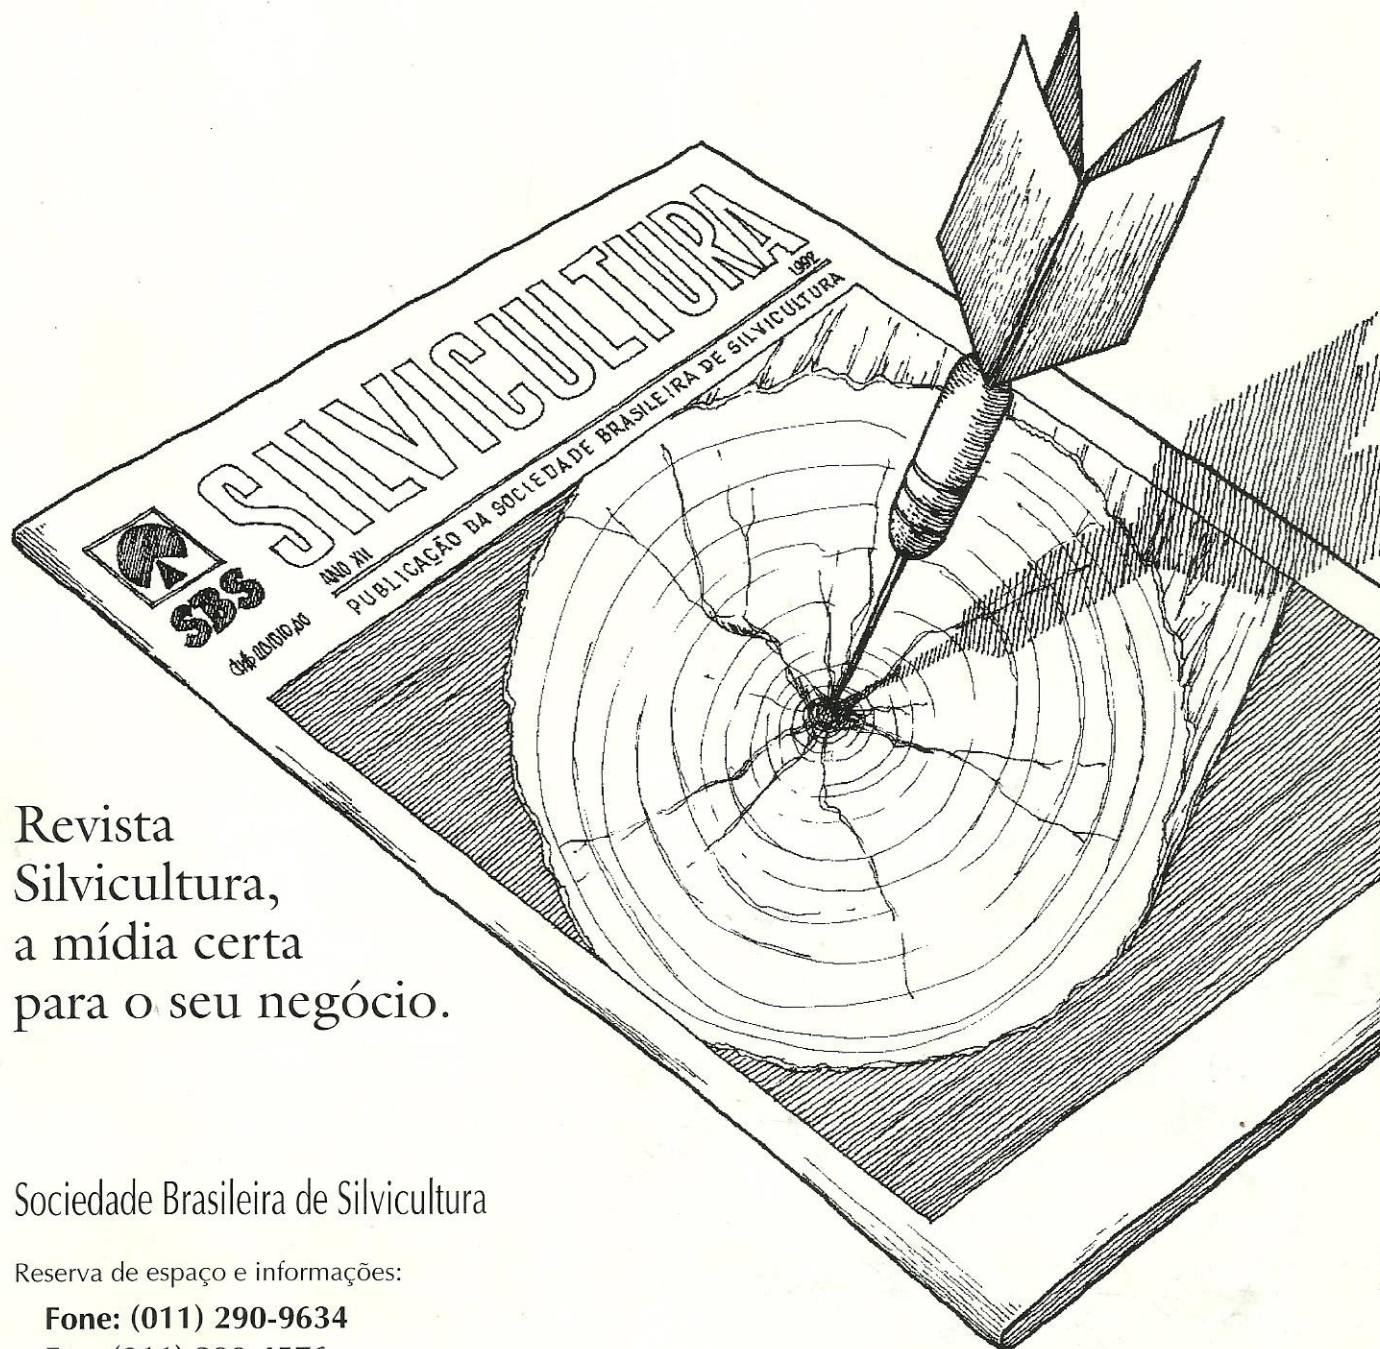 SILVICULTURA
1992
ANO XII
PUBLICAÇÃO DA SOCIEDADE BRASILEIRA DE SILVICULTURA
SBS
Revista
Silvicultura,
a mídia certa
para o seu negócio.
Sociedade Brasileira de Silvicultura
Reserva de espaço e informações:
Fone: (011) 290-9634